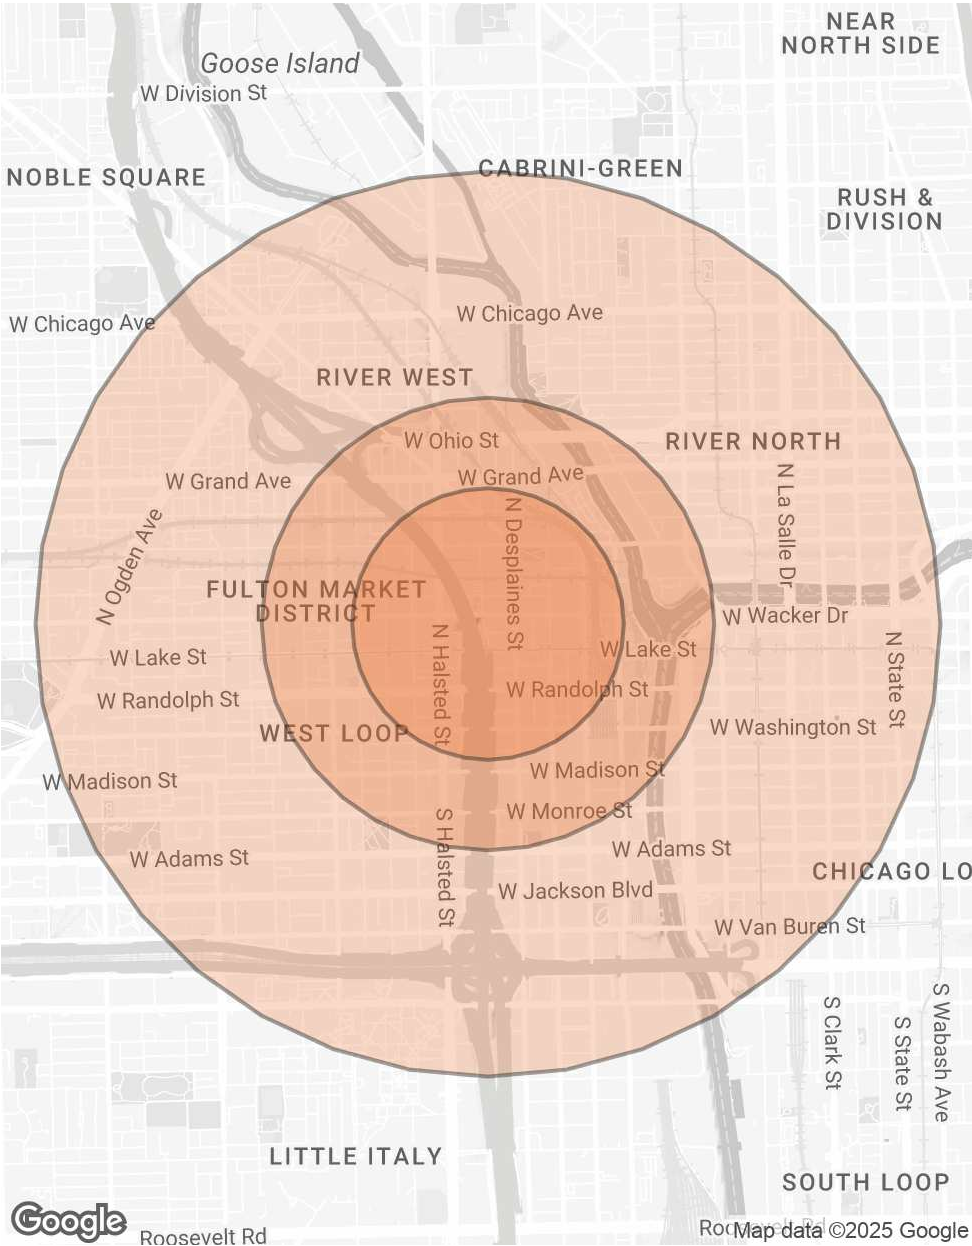 NEAR
NORTH SIDE
Goose Island
W Division St
CABRINI-GREEN
NOBLE SQUARE
RUSH &
DIVISION
W Chicago Ave
W Chicago Ave
RIVER WEST
W Ohio St
RIVER NORTH
W Grand Ave
W Grand Ave
N La Salle Dr
N Desplaines St
N Ogden Ave
FULTON MARKET
DISTRICT
W Wacker Dr
N Halsted St
W Lake St
W Lake St
N State St
W Randolph St
W Randolph St
W Washington St
WEST LOOP
W Madison St
W Madison St
W Monroe St
S Halsted St
W Adams St
W Adams St
CHICAGO LO
W Jackson Blvd
W Van Buren St
S Clark St
S State St
S Wabash Ave
LITTLE ITALY
SOUTH LOOP
Google
Roosevelt Rd
Roosevelt Rd
Map data ©2025 Google